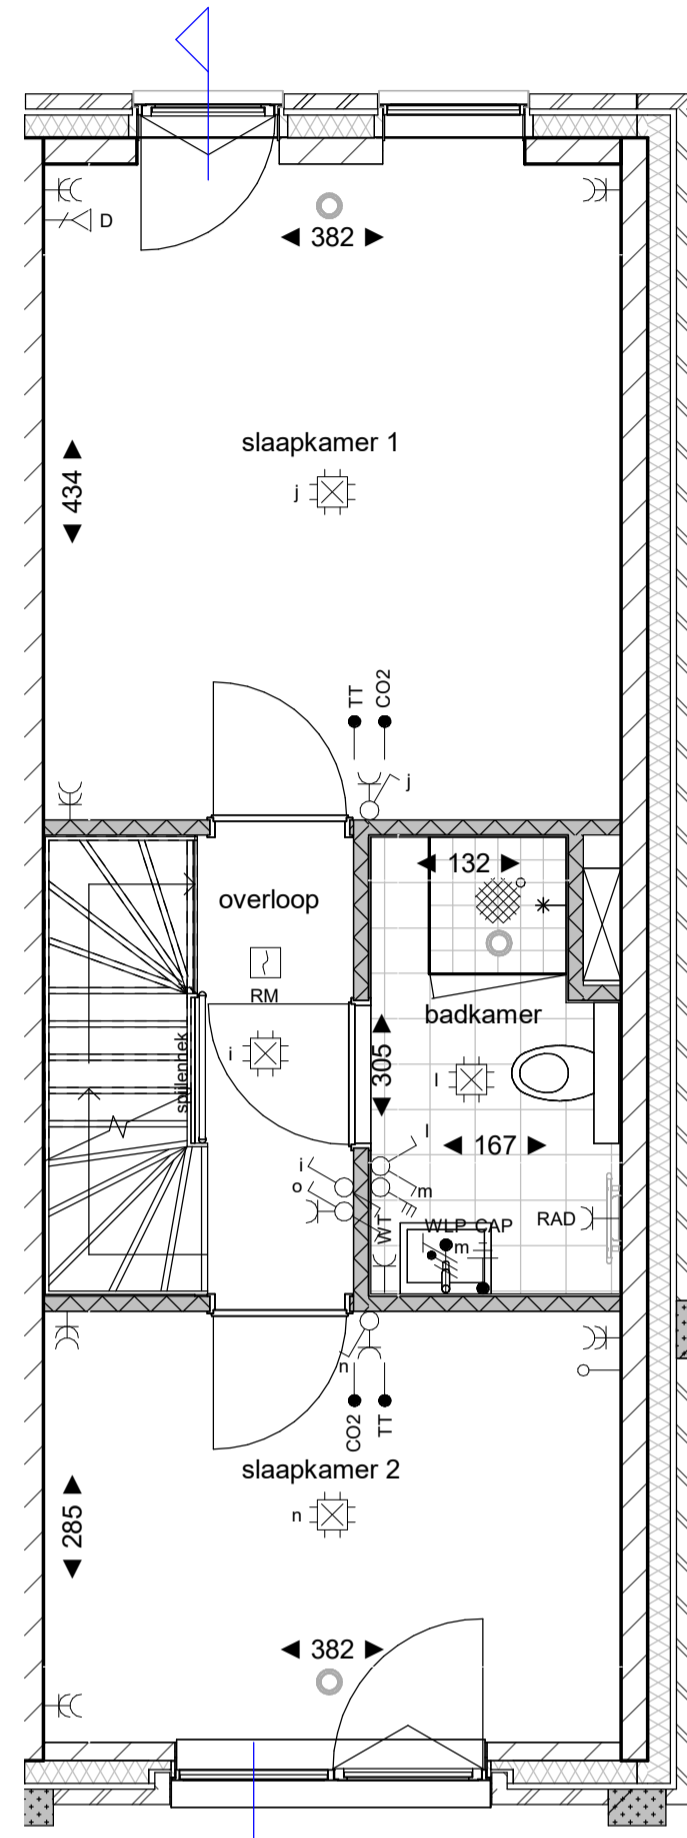 D
◄ 382 ►
slaapkamer 1
◄ 434 ►
j
TT
CO2
j
◄ 132 ►
overloop
RM
badkamer
i
◄ 305 ►
l
spijlenhek
◄ 167 ►
l
i
o
m
WT
WLP CAP
RAD
m
n
CO2
TT
slaapkamer 2
◄ 285 ►
n
◄ 382 ►